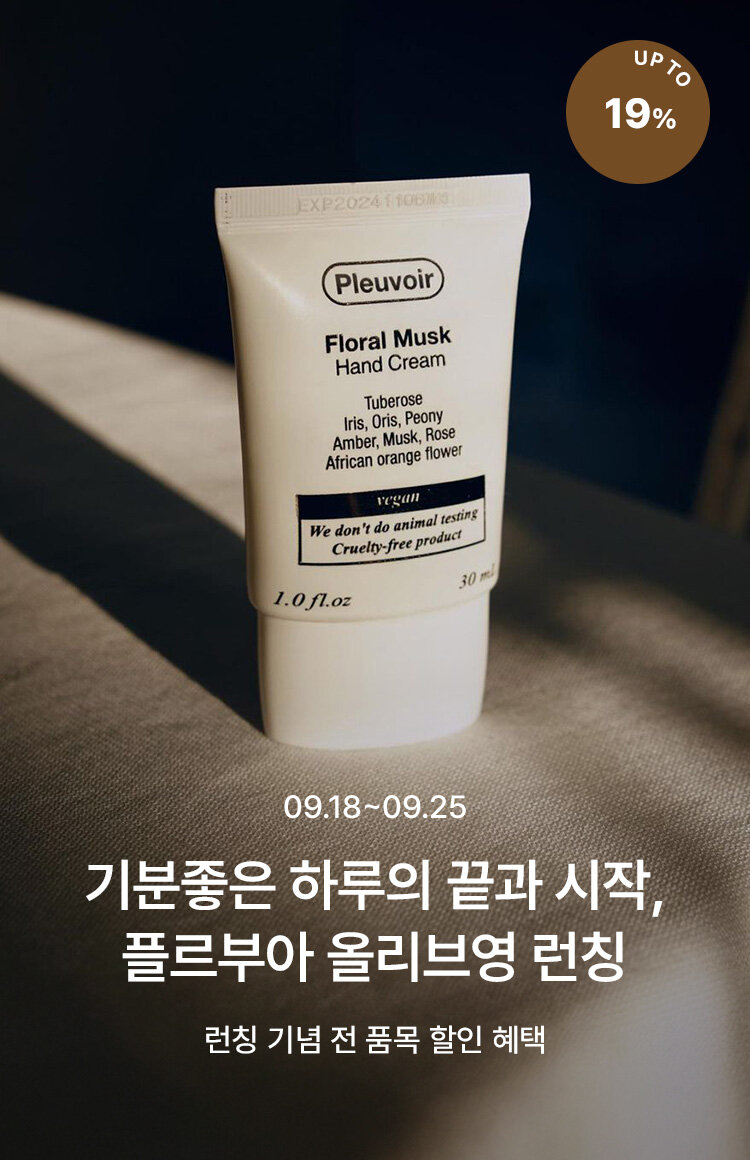 UP TO
19%
EXP20241106
Pleuvoir
Floral Musk
Hand Cream
Tuberose
Iris, Oris, Peony
Amber, Musk, Rose
African orange flower
vegan
We don't do animal testing
Cruelty-free product
1.0 fl.oz
30 mL
09.18~09.25
기분좋은 하루의 끝과 시작,
플르부아 올리브영 런칭
런칭 기념 전 품목 할인 혜택